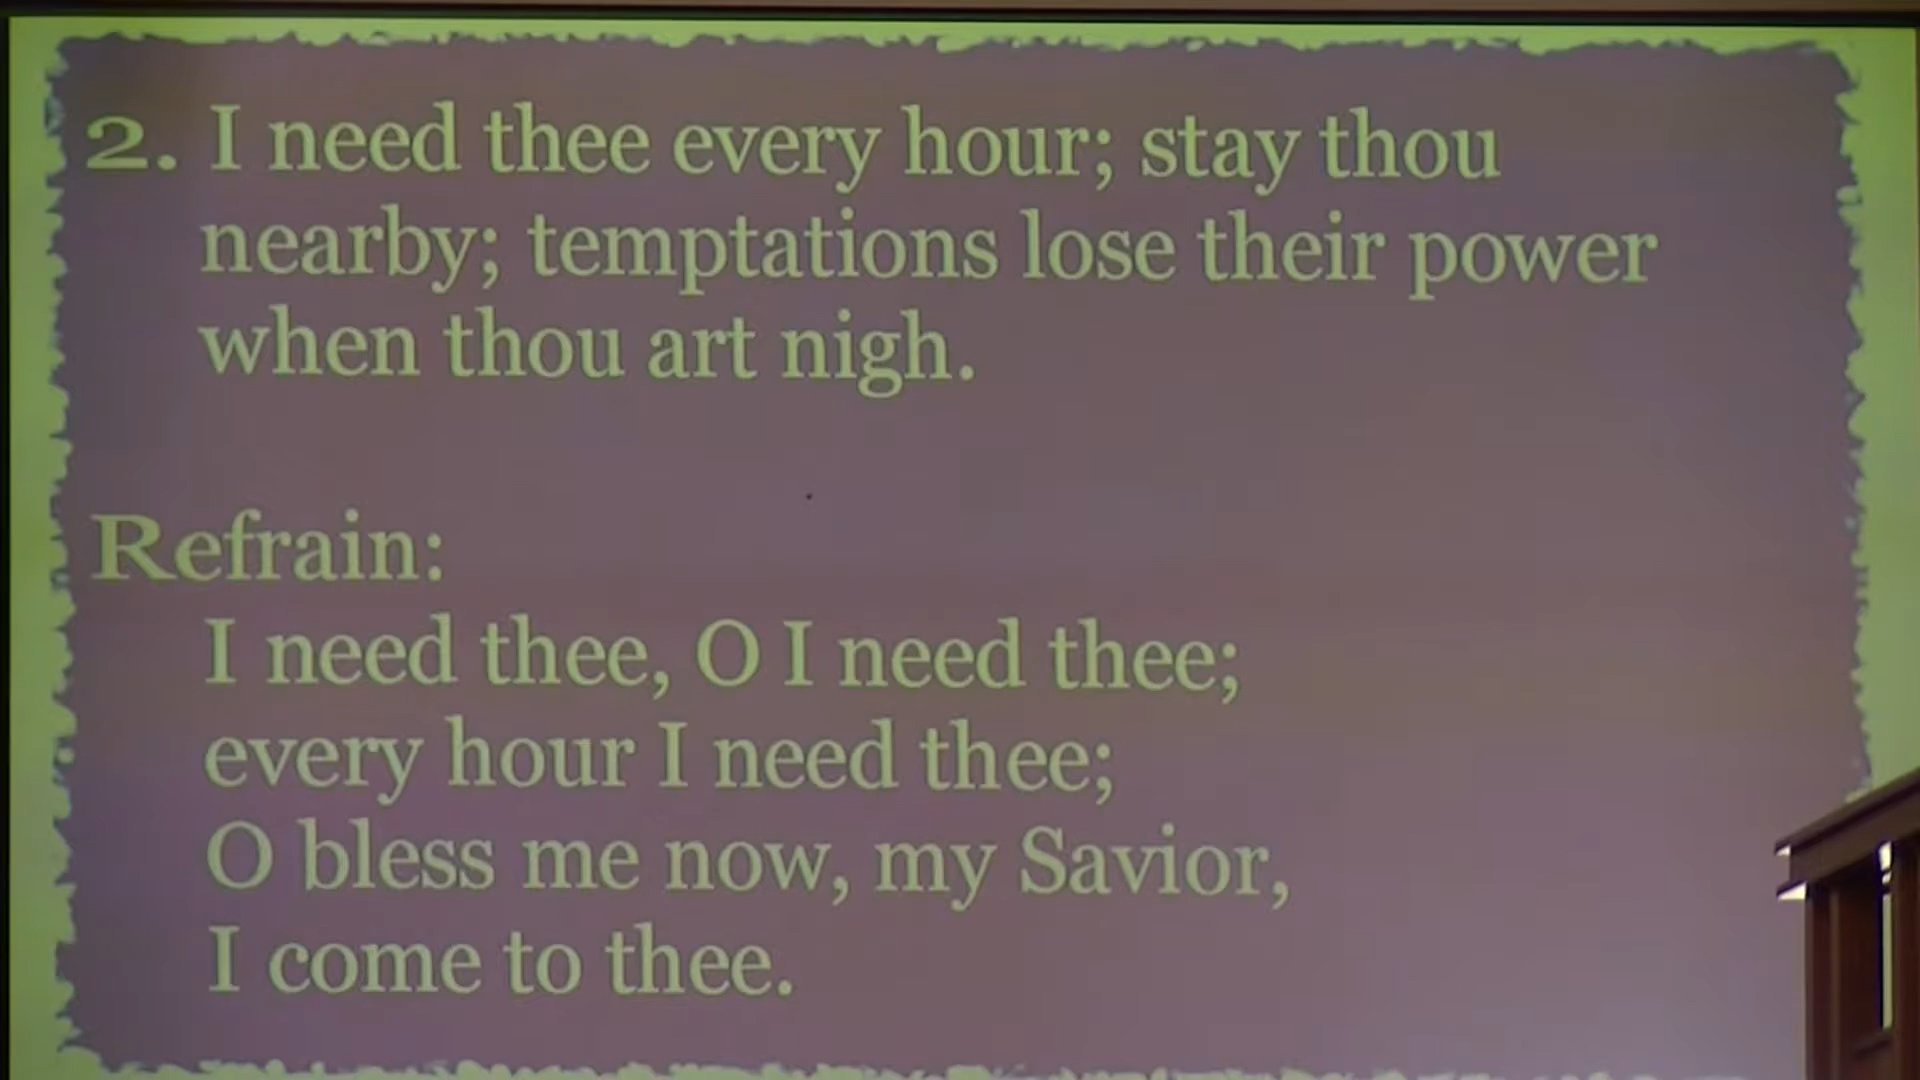 2. I need thee every hour; stay thou
nearby; temptations lose their power
when thou art nigh.
Refrain:
I need thee, O I need thee;
every hour I need thee;
O bless me now, my Savior,
I come to thee.